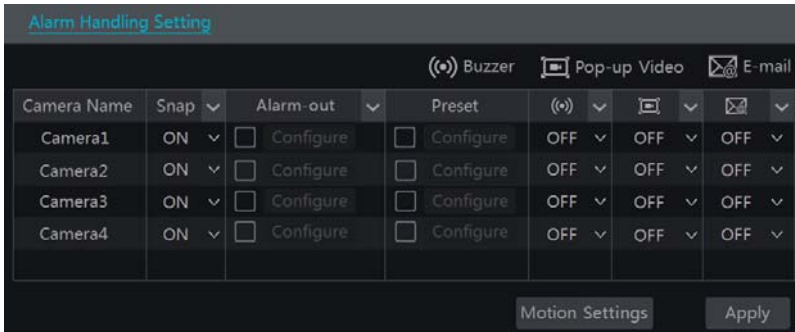 Alarm Handling Setting
Buzzer Pop-up Video E-mail
Camera Name Snap Alarm-out Preset
Camera1 ON Configure Configure OFF OFF OFF
Camera2 ON Configure Configure OFF OFF OFF
Camera3 ON Configure Configure OFF OFF OFF
Camera4 ON Configure Configure OFF OFF OFF
Motion Settings Apply